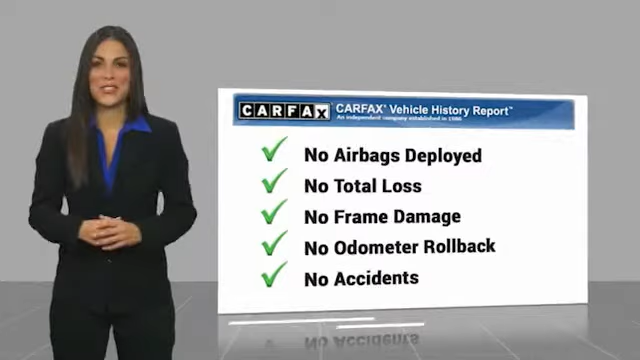 CARFAX CARFAX® Vehicle History Report™
An independent company established in 1986
No Airbags Deployed
No Total Loss
No Frame Damage
No Odometer Rollback
No Accidents